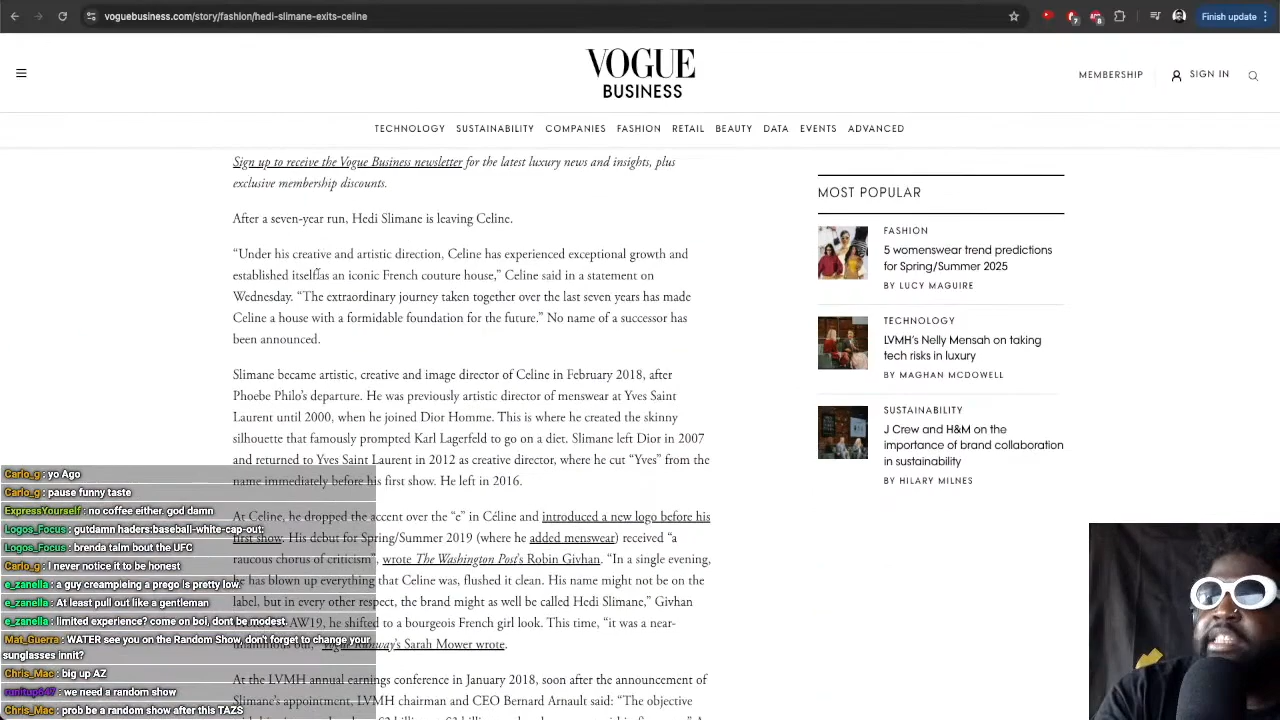 voguebusiness.com/story/fashion/hedi-slimane-exits-celine
Finish update
VOGUE
BUSINESS
MEMBERSHIP
SIGN IN
TECHNOLOGY SUSTAINABILITY COMPANIES FASHION RETAIL BEAUTY DATA EVENTS ADVANCED
Sign up to receive the Vogue Business newsletter for the latest luxury news and insights, plus
exclusive membership discounts.
After a seven-year run, Hedi Slimane is leaving Celine.
“Under his creative and artistic direction, Celine has experienced exceptional growth and
established itself as an iconic French couture house,” Celine said in a statement on
Wednesday. “The extraordinary journey taken together over the last seven years has made
Celine a house with a formidable foundation for the future.” No name of a successor has
been announced.
Slimane became artistic, creative and image director of Celine in February 2018, after
Phoebe Philo’s departure. He was previously artistic director of menswear at Yves Saint
Laurent until 2000, when he joined Dior Homme. This is where he created the skinny
silhouette that famously prompted Karl Lagerfeld to go on a diet. Slimane left Dior in 2007
and returned to Yves Saint Laurent in 2012 as creative director, where he cut “Yves” from the
name immediately before his first show. He left in 2016.
At Celine, he dropped the accent over the “e” in Céline and introduced a new logo before his
first show. His debut for Spring/Summer 2019 (where he added menswear) received “a
raucous chorus of criticism”, wrote The Washington Post’s Robin Givhan. “In a single evening,
he has blown up everything that Celine was, flushed it clean. His name might not be on the
label, but in every other respect, the brand might as well be called Hedi Slimane,” Givhan
AW19, he shifted to a bourgeois French girl look. This time, “it was a near-
Vogue Runway’s Sarah Mower wrote.
At the LVMH annual earnings conference in January 2018, soon after the announcement of
Slimane’s appointment, LVMH chairman and CEO Bernard Arnault said: “The objective
MOST POPULAR
FASHION
5 womenswear trend predictions
for Spring/Summer 2025
BY LUCY MAGUIRE
TECHNOLOGY
LVMH’s Nelly Mensah on taking
tech risks in luxury
BY MAGHAN MCDOWELL
SUSTAINABILITY
J Crew and H&M on the
importance of brand collaboration
in sustainability
BY HILARY MILNES
Carlo_g : yo Ago
Carlo_g : pause funny taste
ExpressYourself : no coffee either. god damn
Logos_Focus : gutdamn haders:baseball-white-cap-out:
Logos_Focus : brenda talm bout the UFC
Carlo_g : I never notice it to be honest
e_zanella : a guy creampieing a prego is pretty low
e_zanella : At least pull out like a gentleman
e_zanella : limited experience? come on boi, dont be modest
Mat_Guerra : WATER see you on the Random Show, don't forget to change your
sunglasses innit?
Chris_Mac : big up AZ
runitup647 : we need a random show
Chris_Mac : prob be a random show after this TAZS